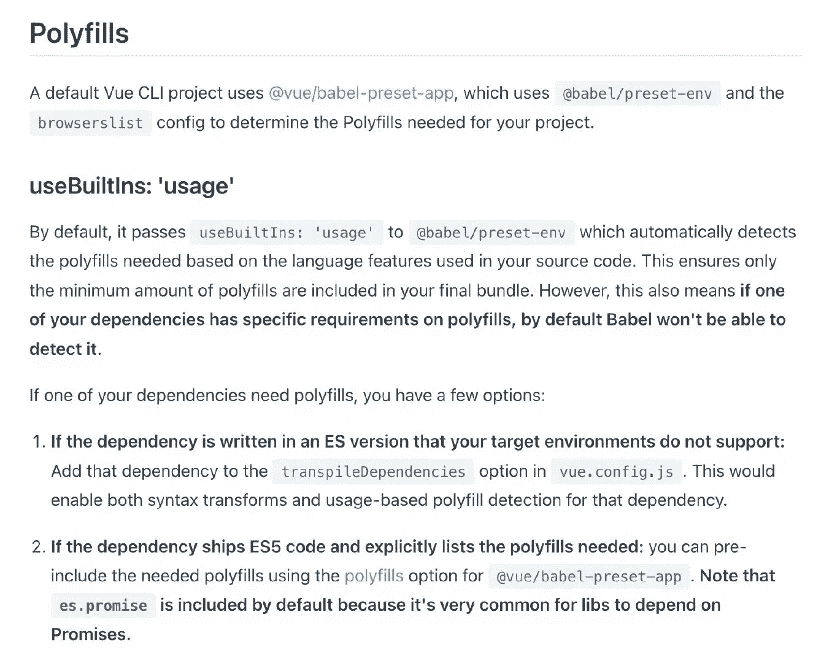 Polyfills
A default Vue CLI project uses @vue/babel-preset-app, which uses @babel/preset-env and the
browserslist config to determine the Polyfills needed for your project.
useBuiltIns: 'usage'
By default, it passes useBuiltIns: 'usage' to @babel/preset-env which automatically detects
the polyfills needed based on the language features used in your source code. This ensures only
the minimum amount of polyfills are included in your final bundle. However, this also means if one
of your dependencies has specific requirements on polyfills, by default Babel won't be able to
detect it.
If one of your dependencies need polyfills, you have a few options:
1. If the dependency is written in an ES version that your target environments do not support:
Add that dependency to the transpileDependencies option in vue.config.js. This would
enable both syntax transforms and usage-based polyfill detection for that dependency.
2. If the dependency ships ES5 code and explicitly lists the polyfills needed: you can pre-
include the needed polyfills using the polyfills option for @vue/babel-preset-app. Note that
es.promise is included by default because it's very common for libs to depend on
Promises.